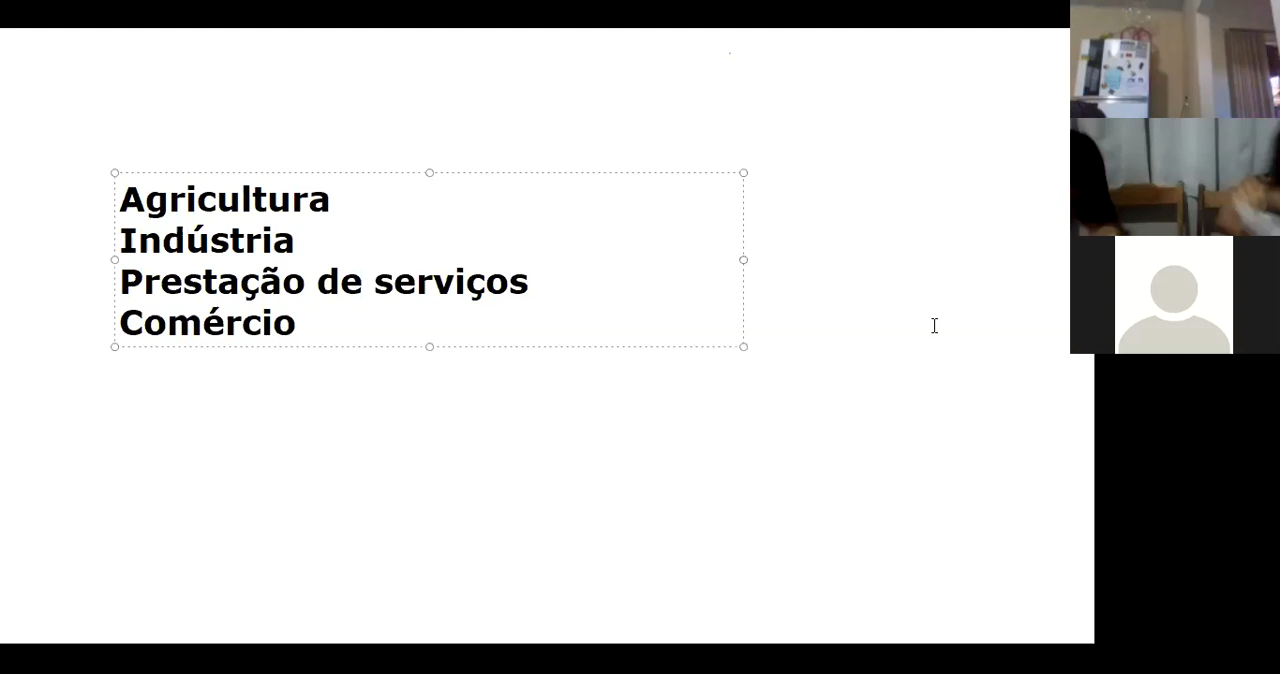 Agricultura
Indústria
Prestação de serviços
Comércio